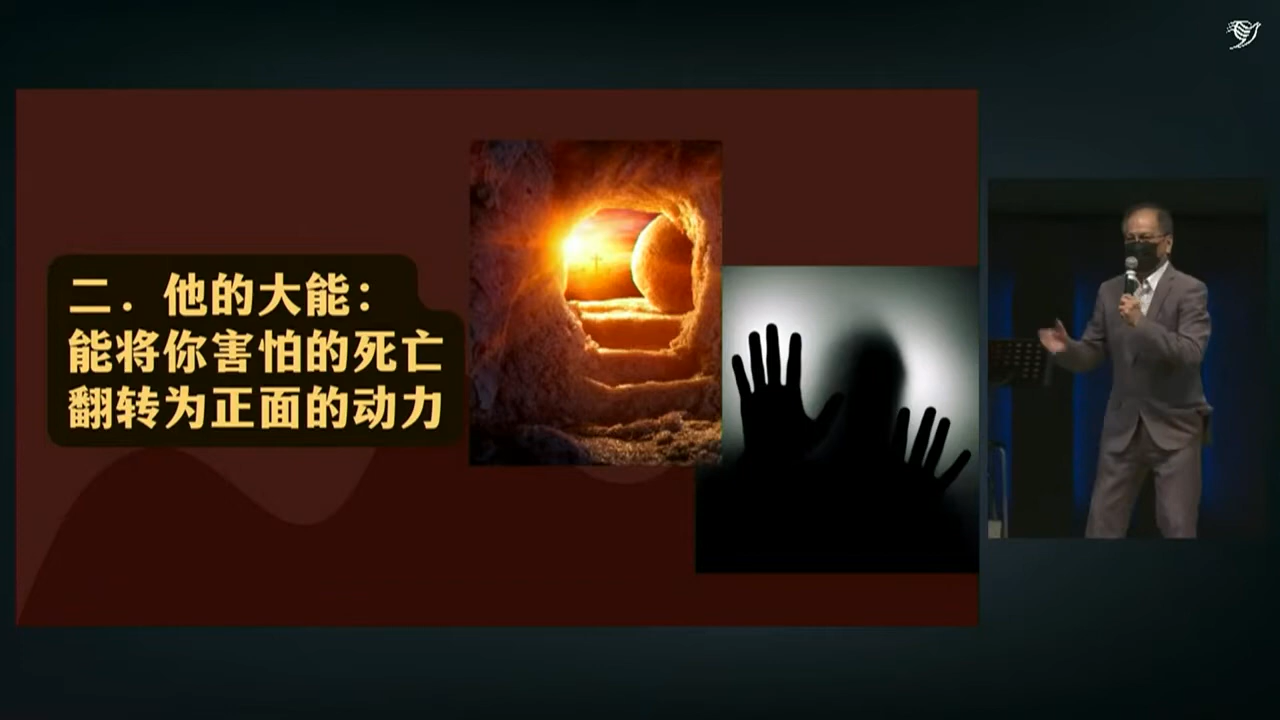 二．他的大能：
能将你害怕的死亡
翻转为正面的动力